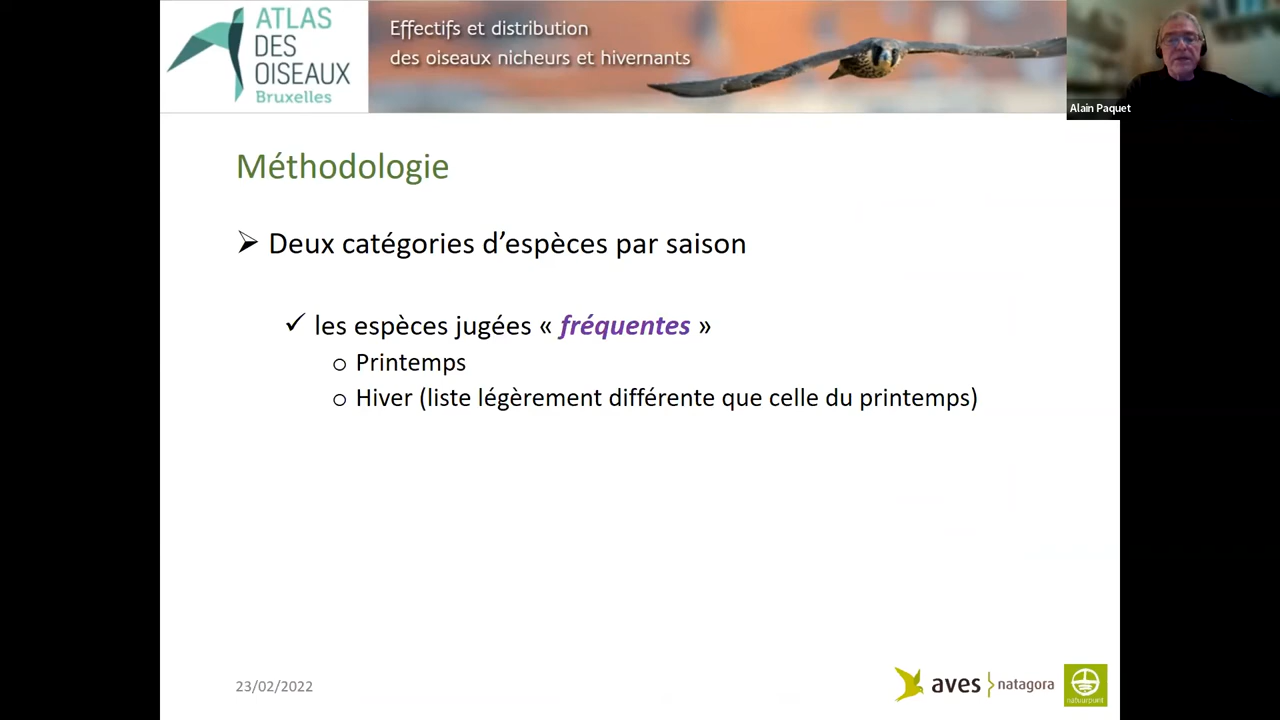 ATLAS
DES
OISEAUX
Bruxelles
Effectifs et distribution
des oiseaux nicheurs et hivernants
Alain Paquet
Méthodologie
➢ Deux catégories d’espèces par saison
✓ les espèces jugées « fréquentes »
o Printemps
o Hiver (liste légèrement différente que celle du printemps)
23/02/2022
aves natagora
natuurpunt